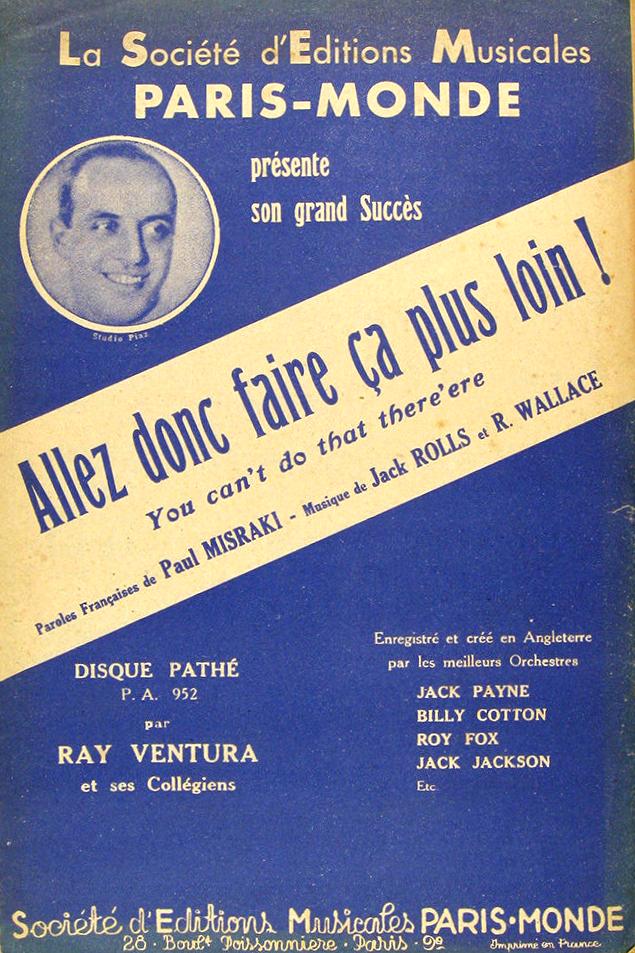 La Société d'Editions Musicales
PARIS-MONDE
présente
son grand Succès
Studio Piaz
Allez donc faire ça plus loin !
You can't do that there'ere
Paroles Françaises de Paul MISRAKI - Musique de Jack ROLLS et R. WALLACE
DISQUE PATHÉ
P. A. 952
par
RAY VENTURA
et ses Collégiens
Enregistré et créé en Angleterre
par les meilleurs Orchestres
JACK PAYNE
BILLY COTTON
ROY FOX
JACK JACKSON
Etc
Société d'Editions Musicales PARIS·MONDE
28 · Boul.t Poissonniere · Paris · 9e
Imprimé en France